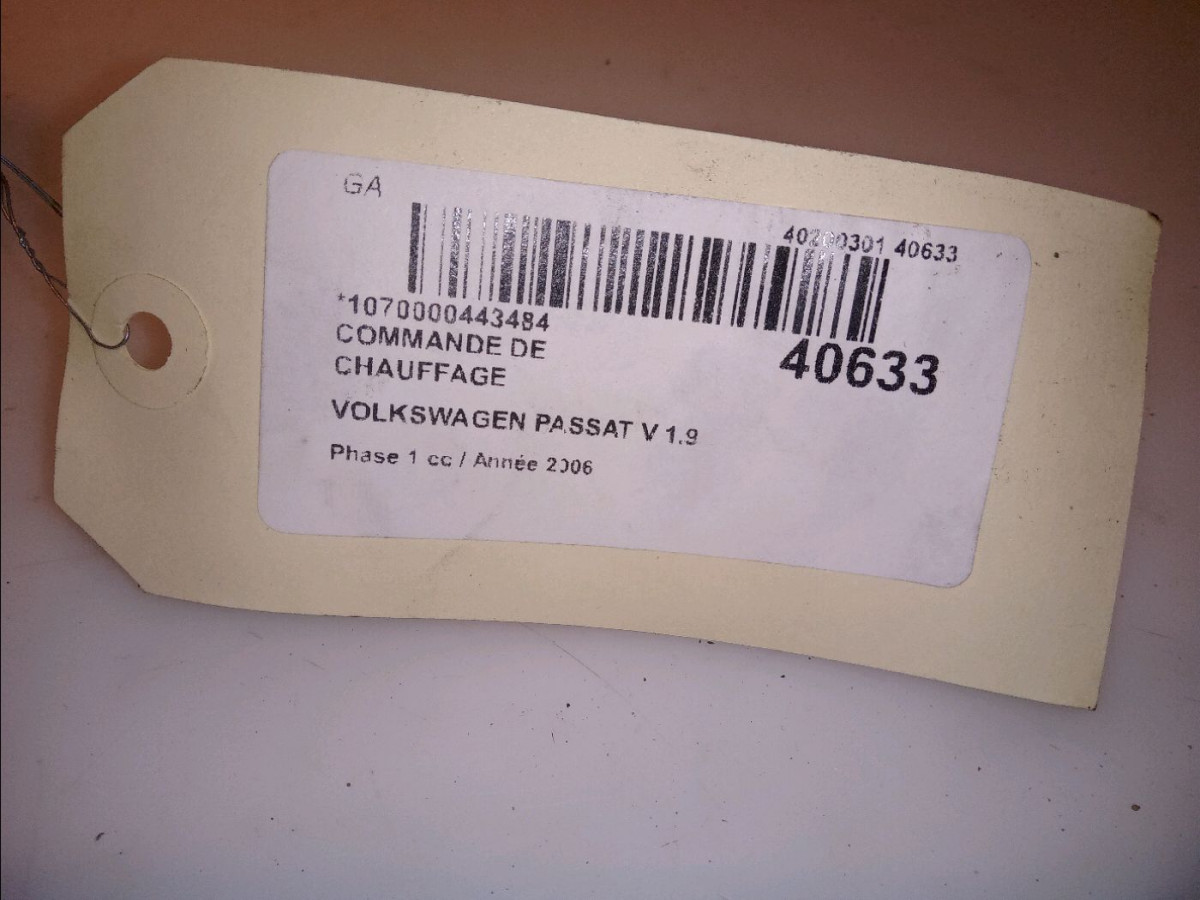 GA
40200301 40633
*1070000443484
COMMANDE DE
40633
CHAUFFAGE
VOLKSWAGEN PASSAT V 1.9
Phase 1 cc / Année 2006